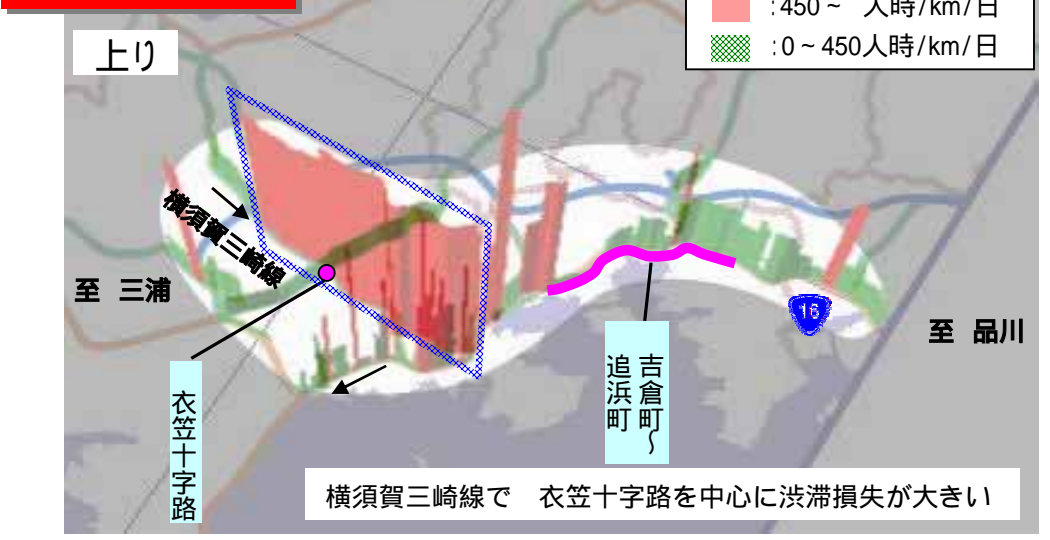 :450～ 人時/km/日
:0～450人時/km/日
上り
横須賀三崎線
至 三浦
16
至 品川
吉倉町～
追浜町
衣笠十字路
横須賀三崎線で 衣笠十字路を中心に渋滞損失が大きい